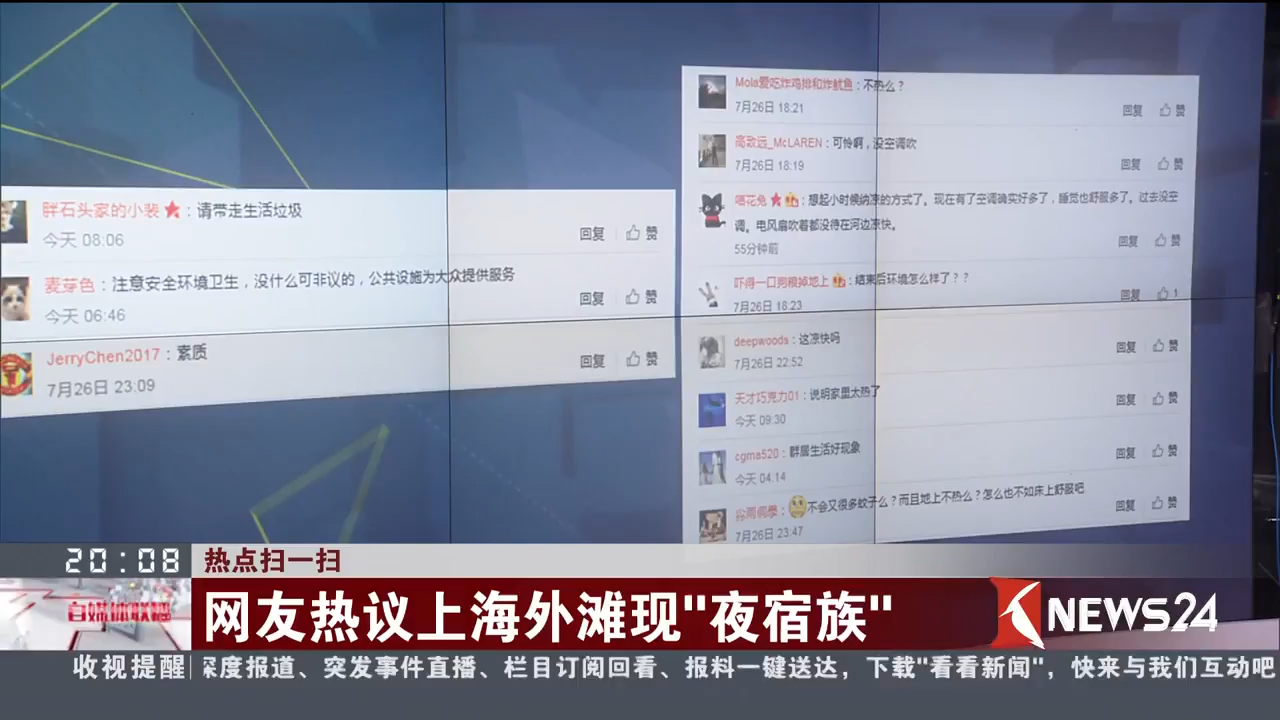 胖石头家的小裴：请带走生活垃圾
今天 08:06
回复 赞
麦芽色：注意安全环境卫生，没什么可非议的，公共设施为大众提供服务
今天 06:46
回复 赞
JerryChen2017：素质
7月26日 23:09
回复 赞
Mola爱吃炸鸡排和炸鱿鱼：不热么？
7月26日 18:21
回复 赞
高致远_McLAREN：可怜啊，没空调吹
7月26日 18:19
回复 赞
嘻花兔：想起小时候纳凉的方式了。现在有了空调确实好多了，睡觉也舒服多了。过去没空
调。电风扇吹着都没待在河边凉快。
55分钟前
回复 赞
吓得一口狗粮掉地上：结束后环境怎么样了？？
7月26日 18:23
回复 1
deepwoods：这凉快吗
7月26日 22:52
回复 赞
天才巧克力01：说明家里太热了
今天 09:30
回复 赞
cgma520：群居生活好现象
今天 04:14
回复 赞
不会又很多蚊子么？而且地上不热么？怎么也不如床上舒服吧
7月26日 23:47
回复 赞
20:08
热点扫一扫
自媒体联播
网友热议上海外滩现"夜宿族"
NEWS24
收视提醒
深度报道、突发事件直播、栏目订阅回看、报料一键送达，下载"看看新闻"，快来与我们互动吧